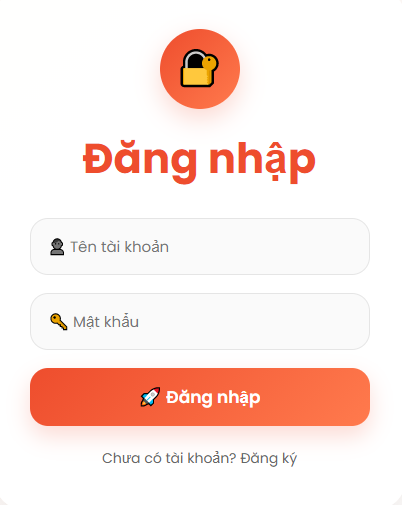 Đăng nhập
Tên tài khoản
Mật khẩu
Đăng nhập
Chưa có tài khoản? Đăng ký